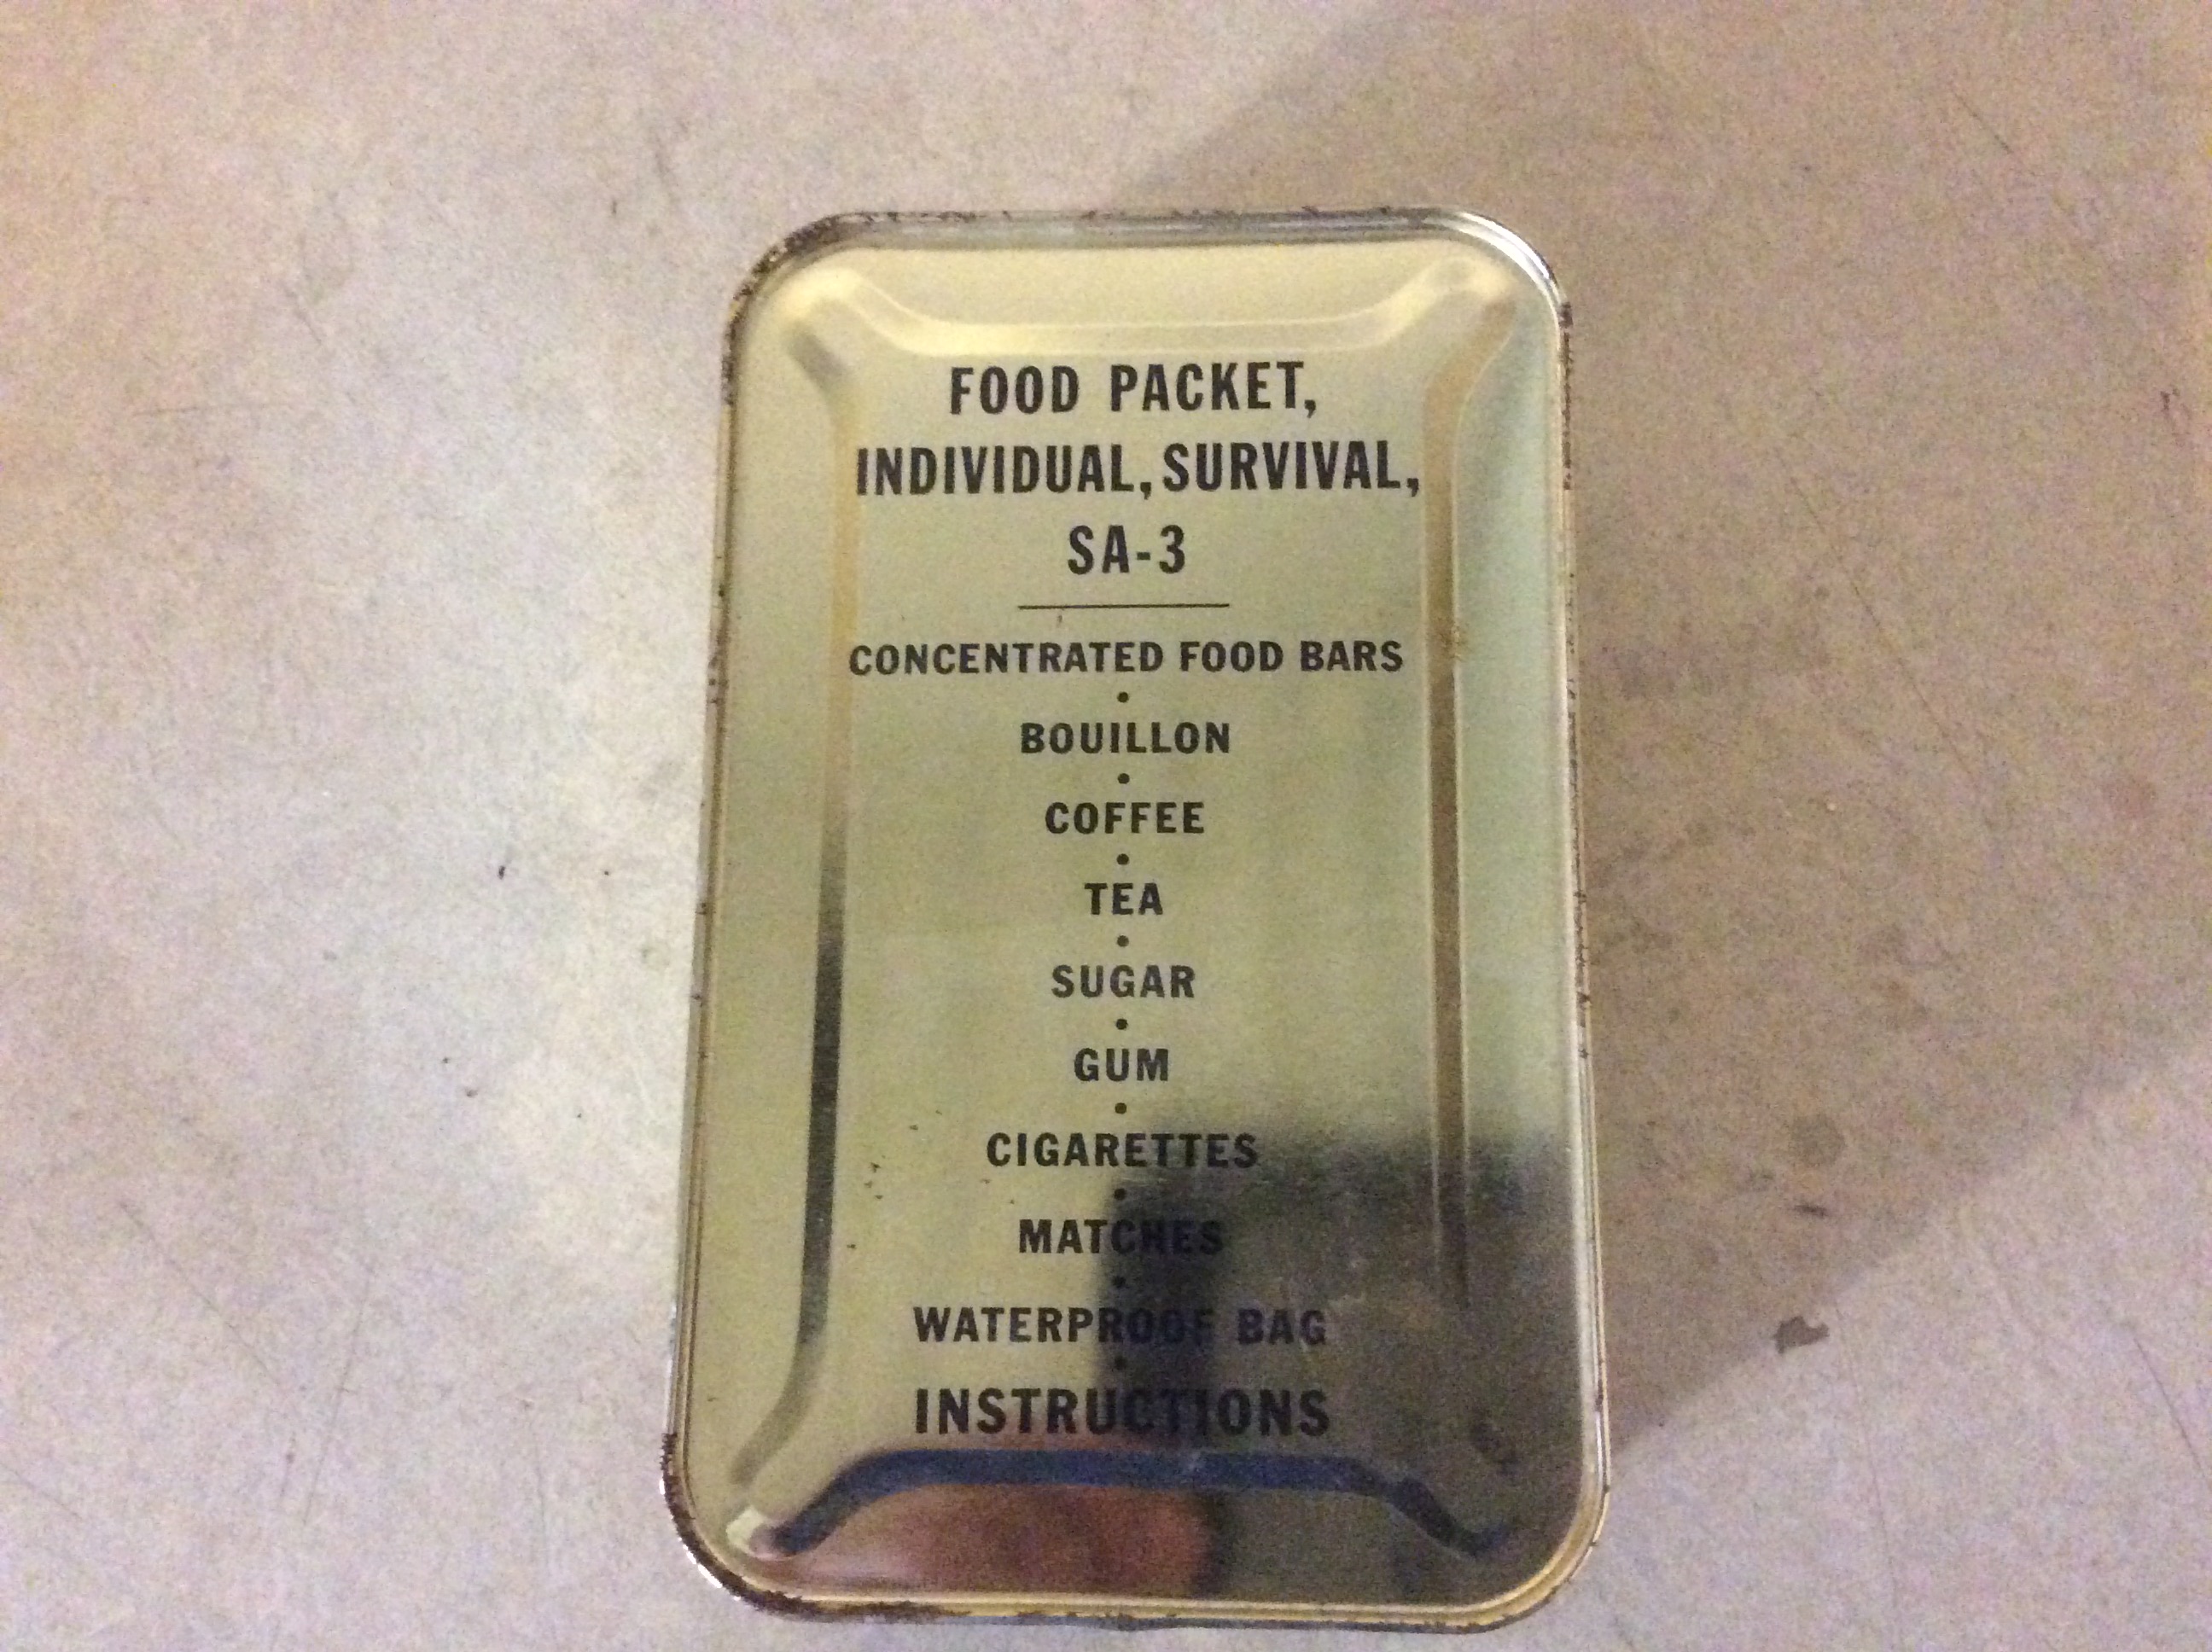 FOOD PACKET,
INDIVIDUAL, SURVIVAL,
SA-3
CONCENTRATED FOOD BARS
•
BOUILLON
•
COFFEE
•
TEA
•
SUGAR
•
GUM
•
CIGARETTES
•
MATCHES
•
WATERPROOF BAG
•
INSTRUCTIONS